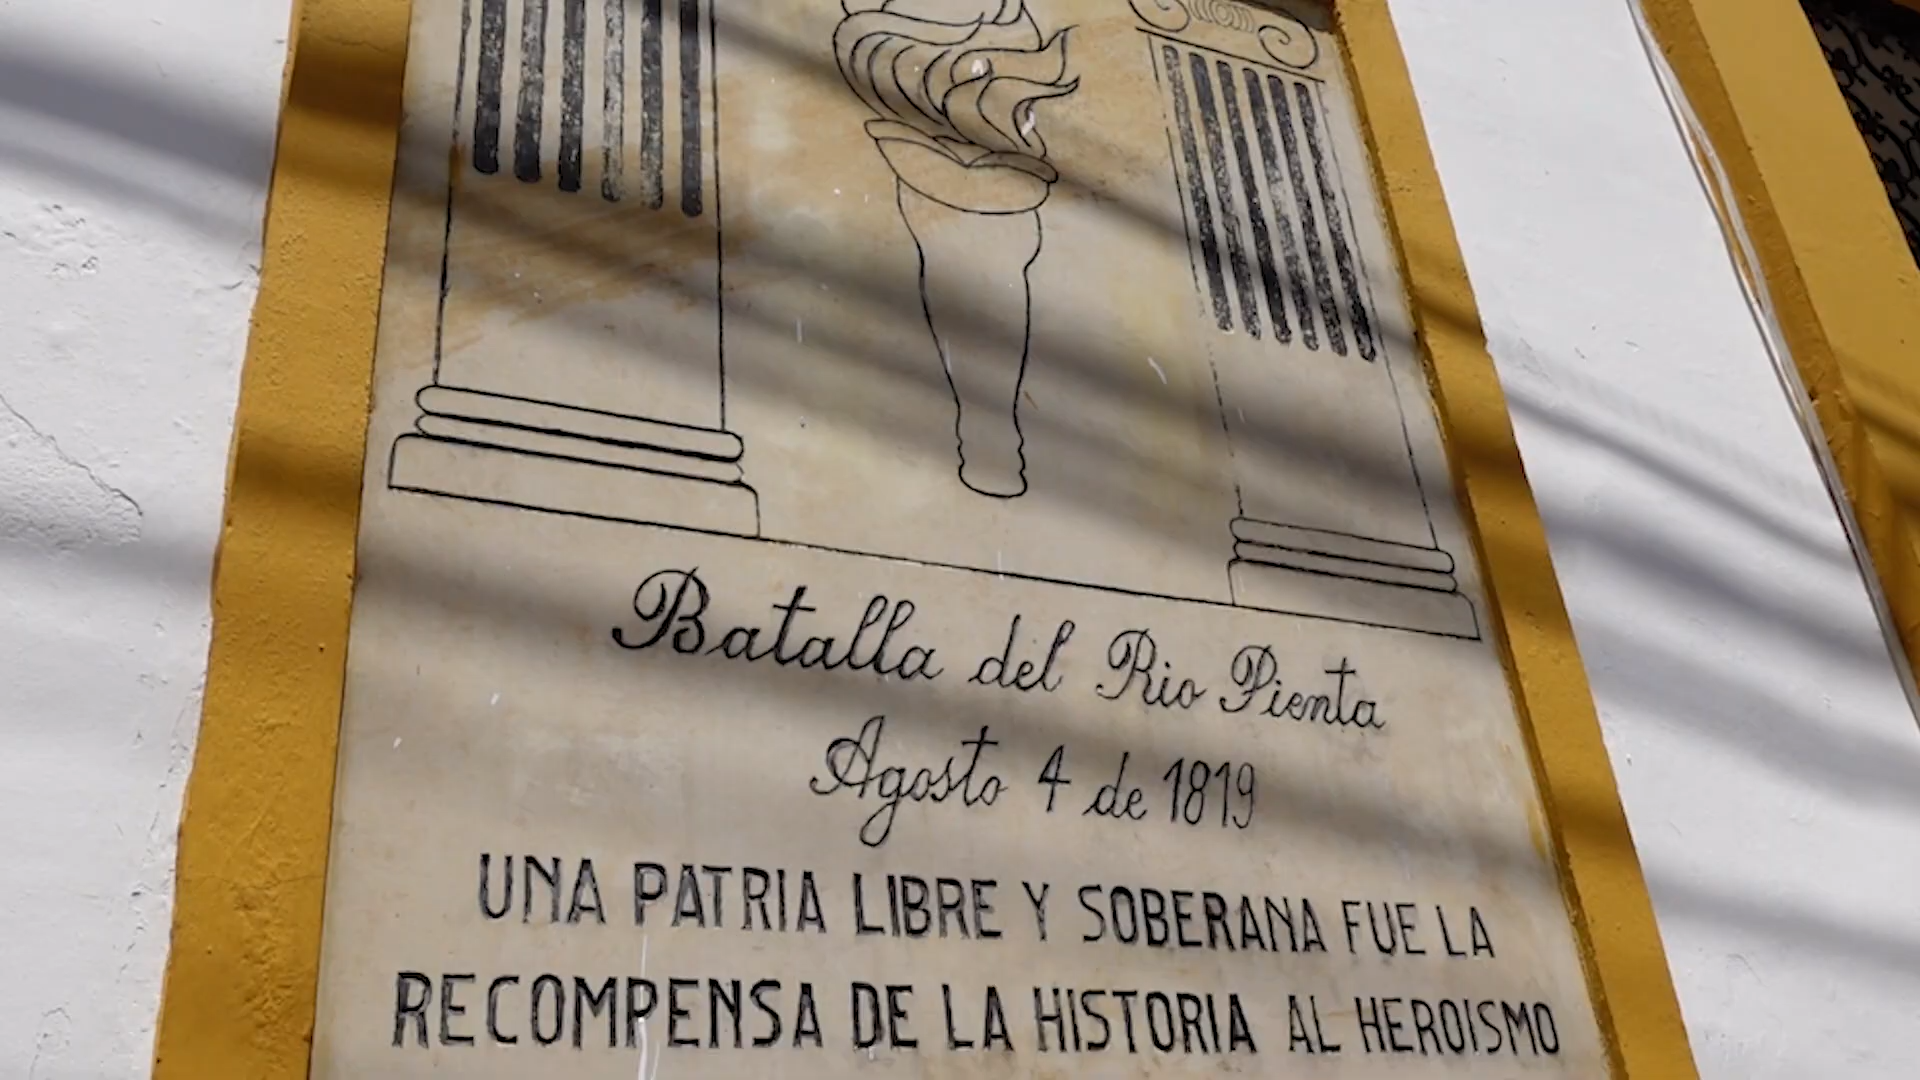 Batalla del Rio Pienta
Agosto 4 de 1819
UNA PATRIA LIBRE Y SOBERANA FUE LA
RECOMPENSA DE LA HISTORIA AL HEROISMO